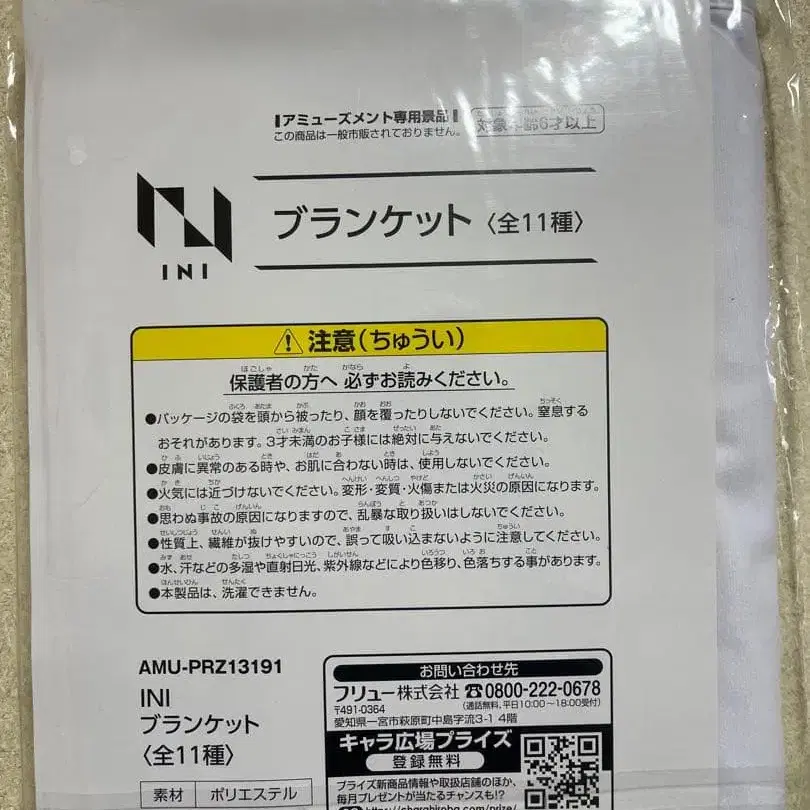 アミューズメント専用景品
この商品は一般市販されておりません。
対象年齢6才以上
INI
ブランケット〈全11種〉
注意(ちゅうい)
保護者の方へ 必ずお読みください。
●パッケージの袋を頭から被ったり、顔を覆ったりしないでください。窒息する
おそれがあります。3才未満のお子様には絶対に与えないでください。
●皮膚に異常のある時や、お肌に合わない時は、使用しないでください。
●火気には近づけないでください。変形・変質・火傷または火災の原因になります。
●思わぬ事故の原因になりますので、乱暴な取り扱いはしないでください。
●性質上、繊維が抜けやすいので、誤って吸い込まないように注意してください。
●水、汗などの多湿や直射日光、紫外線などにより色移り、色落ちする事があります。
●本製品は、洗濯できません。
AMU-PRZ13191
INI
ブランケット
〈全11種〉
素材 ポリエステル
お問い合わせ先
フリュー株式会社 ☎0800-222-0678
〒491-0364 (通話無料、平日10:00〜18:00受付)
愛知県一宮市萩原町中島字流3-1 4階
キャラ広場プライズ
登録無料
プライズ新商品情報や取扱店舗のほか、
毎月プレゼントが当たるチャンスも!?
https://charahiroba.com/prize/